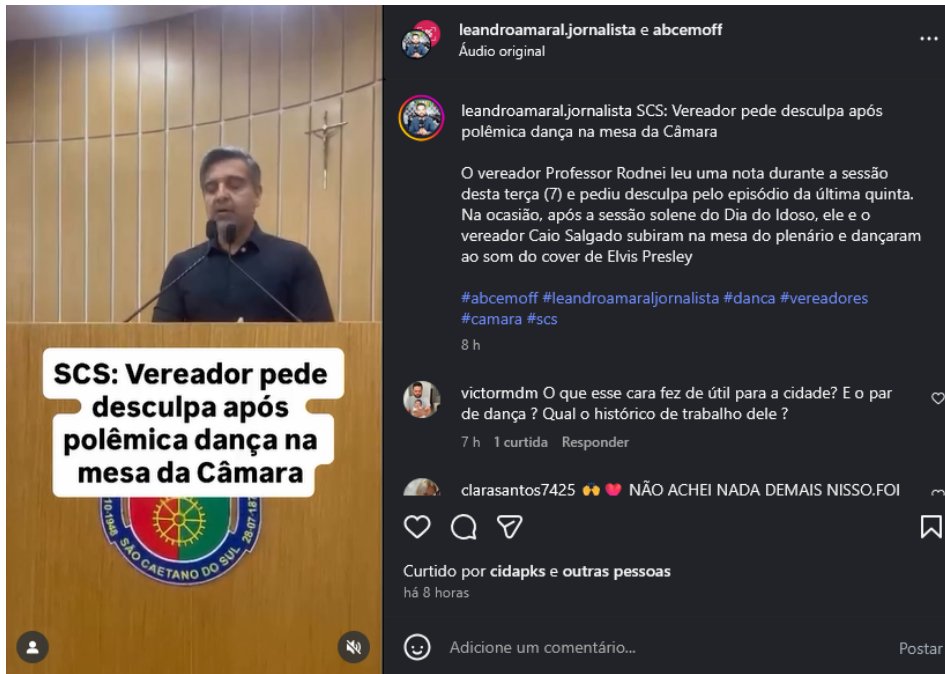 leandroamaral.jornalista e abcemoff
Áudio original
leandroamaral.jornalista SCS: Vereador pede desculpa após
polêmica dança na mesa da Câmara
O vereador Professor Rodnei leu uma nota durante a sessão
desta terça (7) e pediu desculpa pelo episódio da última quinta.
Na ocasião, após a sessão solene do Dia do Idoso, ele e o
vereador Caio Salgado subiram na mesa do plenário e dançaram
ao som do cover de Elvis Presley
#abcemoff #leandroamaraljornalista #danca #vereadores
#camara #scs
8 h
victormdm O que esse cara fez de útil para a cidade? E o par
de dança ? Qual o histórico de trabalho dele ?
7 h 1 curtida Responder
clarasantos7425 🙌 ❤️ NÃO ACHEI NADA DEMAIS NISSO.FOI
Curtido por cidapks e outras pessoas
há 8 horas
Adicione um comentário...
Postar
SCS: Vereador pede
desculpa após
polêmica dança na
mesa da Câmara
SÃO CAETANO DO SUL